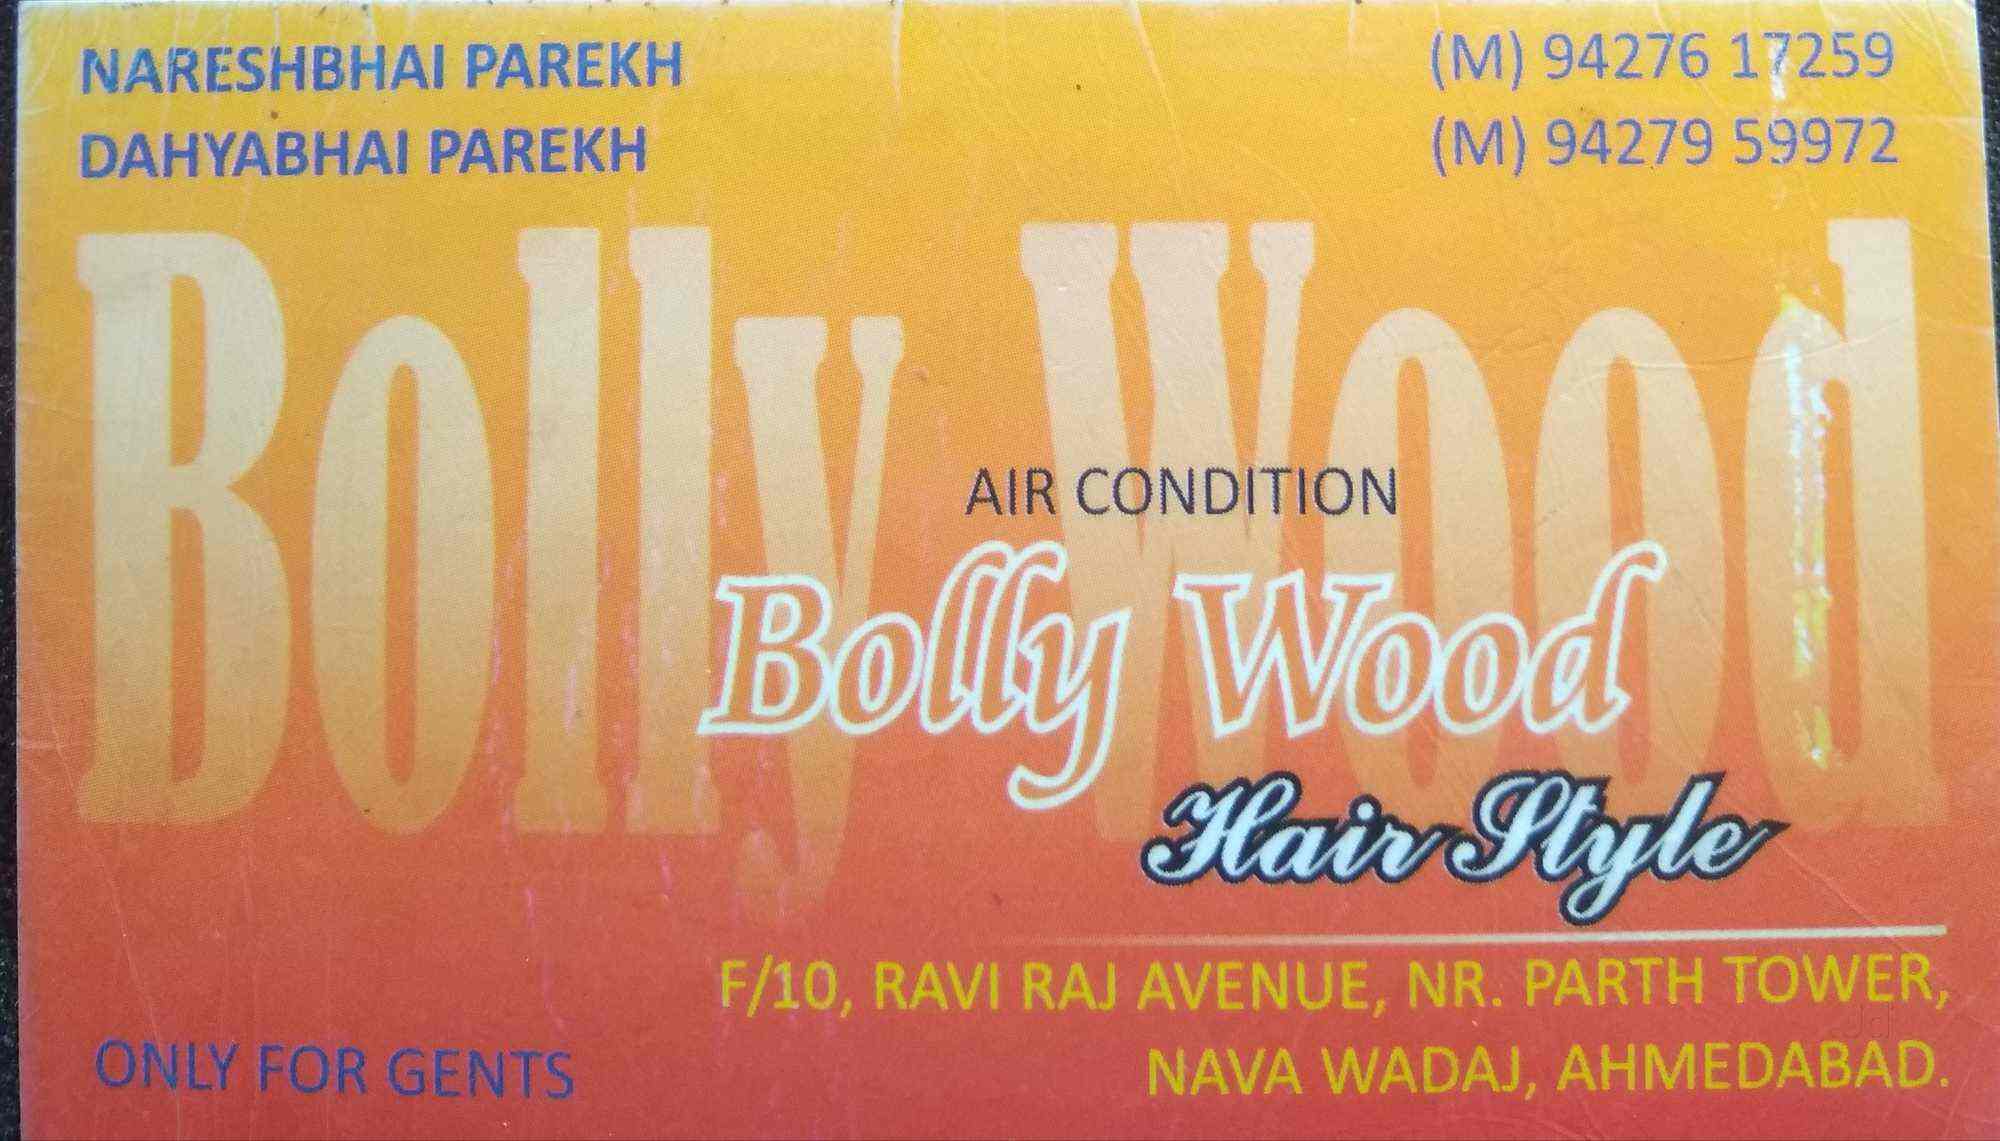 NARESHBHAI PAREKH (M) 94276 17259
DAHYABHAI PAREKH (M) 94279 59972
Bolly Wood
AIR CONDITION
Bolly Wood
Hair Style
F/10, RAVI RAJ AVENUE, NR. PARTH TOWER,
ONLY FOR GENTS NAVA WADAJ, AHMEDABAD.